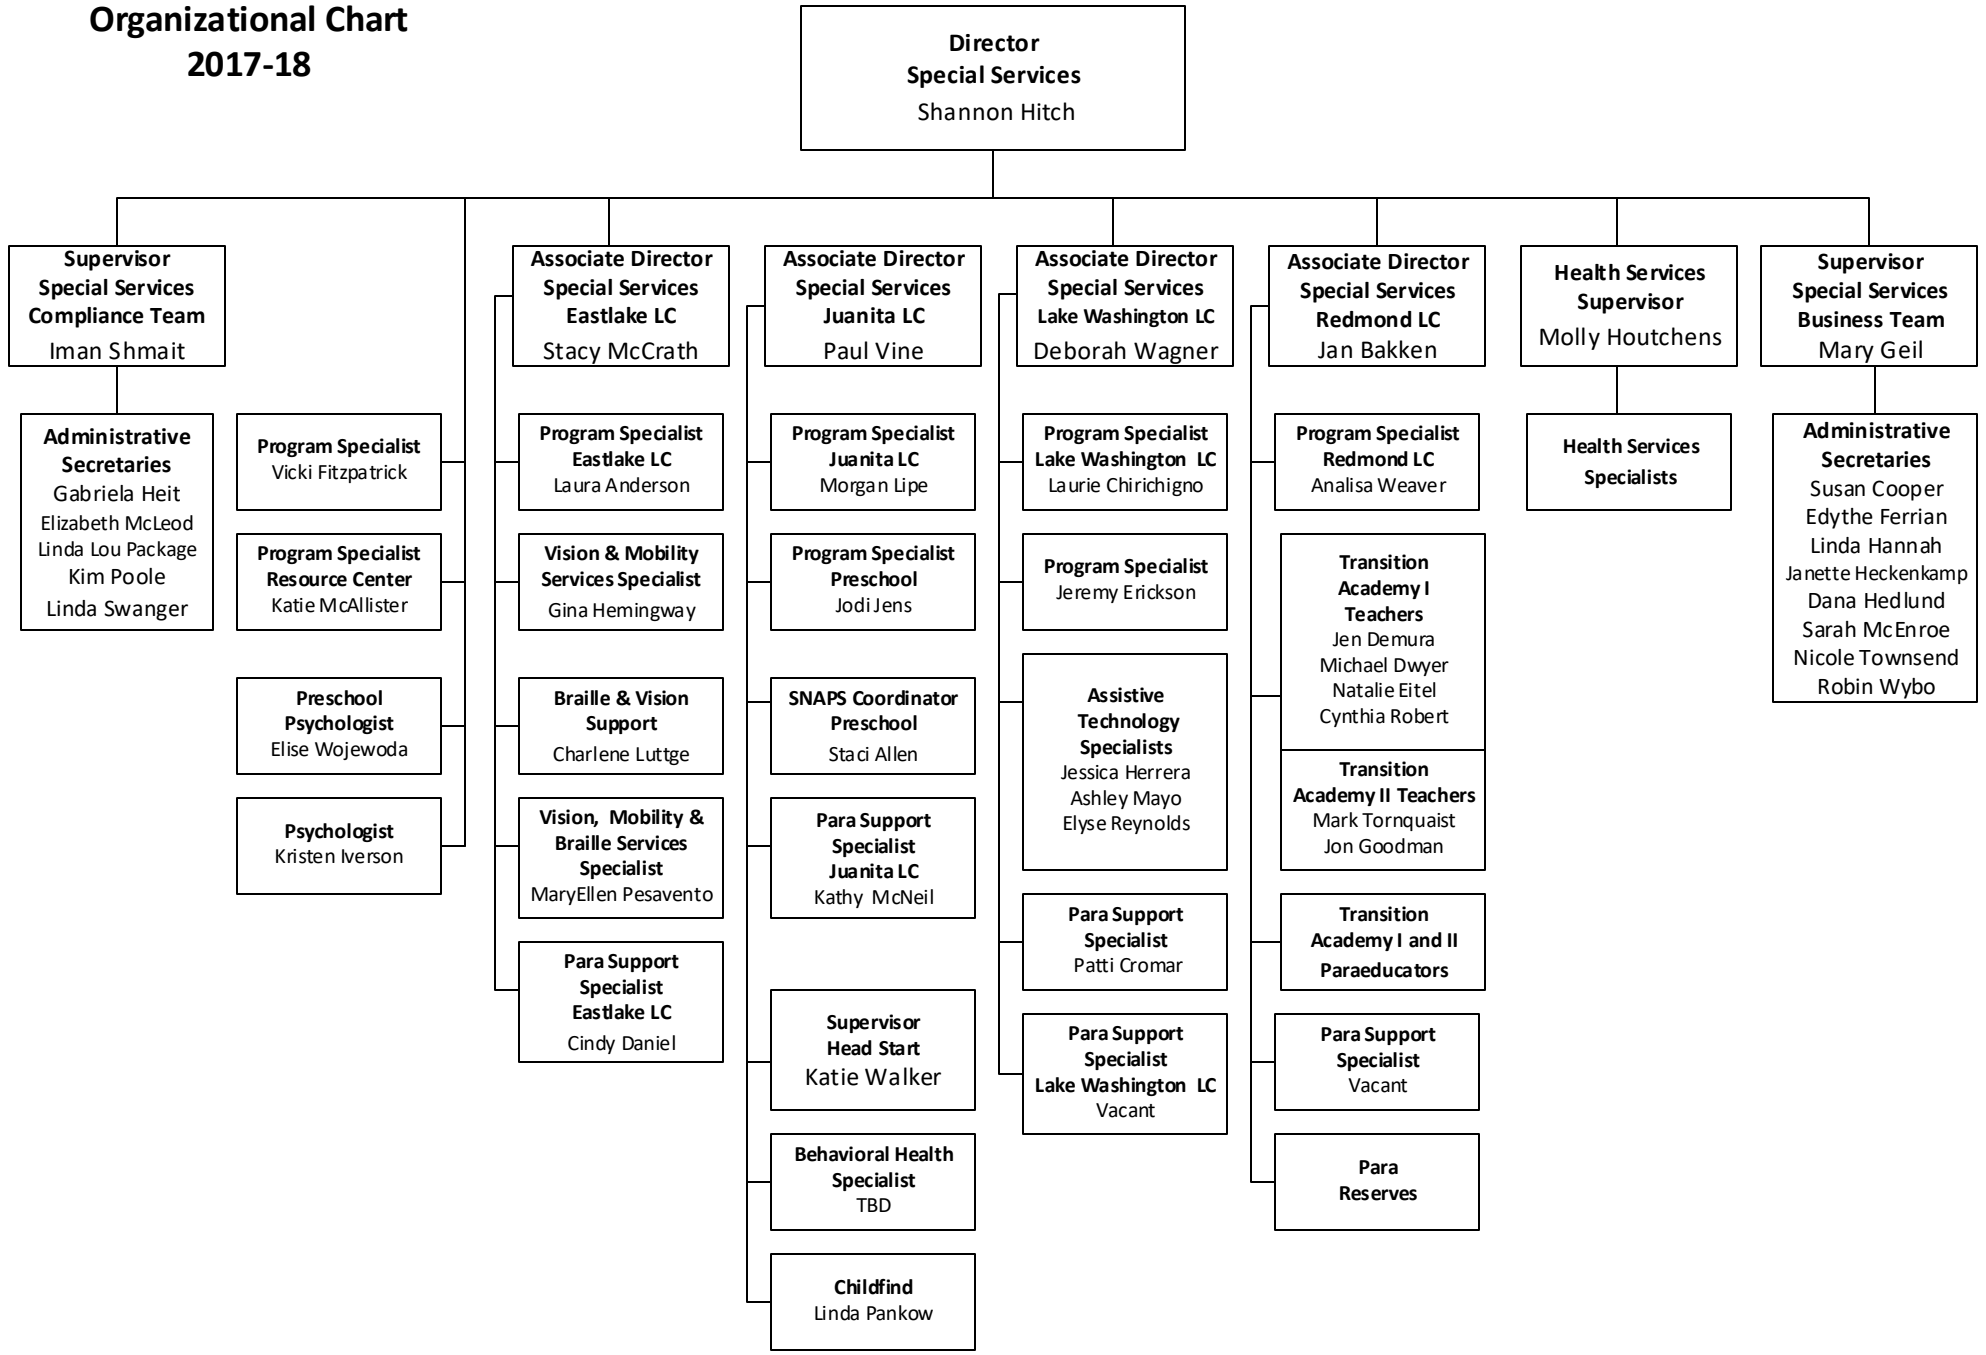 Organizational Chart
2017-18
Director
Special Services
Shannon Hitch
Supervisor
Special Services
Compliance Team
Iman Shmait
Administrative
Secretaries
Gabriela Heit
Elizabeth McLeod
Linda Lou Package
Kim Poole
Linda Swanger
Program Specialist
Vicki Fitzpatrick
Program Specialist
Resource Center
Katie McAllister
Preschool
Psychologist
Elise Wojewoda
Psychologist
Kristen Iverson
Associate Director
Special Services
Eastlake LC
Stacy McCrath
Program Specialist
Eastlake LC
Laura Anderson
Vision & Mobility
Services Specialist
Gina Hemingway
Braille & Vision
Support
Charlene Luttge
Vision, Mobility &
Braille Services
Specialist
MaryEllen Pesavento
Para Support
Specialist
Eastlake LC
Cindy Daniel
Associate Director
Special Services
Juanita LC
Paul Vine
Program Specialist
Juanita LC
Morgan Lipe
Program Specialist
Preschool
Jodi Jens
SNAPS Coordinator
Preschool
Staci Allen
Para Support
Specialist
Juanita LC
Kathy McNeil
Supervisor
Head Start
Katie Walker
Behavioral Health
Specialist
TBD
Childfind
Linda Pankow
Associate Director
Special Services
Lake Washington LC
Deborah Wagner
Program Specialist
Lake Washington LC
Laurie Chirichigno
Program Specialist
Jeremy Erickson
Assistive
Technology
Specialists
Jessica Herrera
Ashley Mayo
Elyse Reynolds
Para Support
Specialist
Patti Cromar
Para Support
Specialist
Lake Washington LC
Vacant
Associate Director
Special Services
Redmond LC
Jan Bakken
Program Specialist
Redmond LC
Analisa Weaver
Transition
Academy I
Teachers
Jen Demura
Michael Dwyer
Natalie Eitel
Cynthia Robert
Transition
Academy II Teachers
Mark Tornquaist
Jon Goodman
Transition
Academy I and II
Paraeducators
Para Support
Specialist
Vacant
Para
Reserves
Health Services
Supervisor
Molly Houtchens
Health Services
Specialists
Supervisor
Special Services
Business Team
Mary Geil
Administrative
Secretaries
Susan Cooper
Edythe Ferrian
Linda Hannah
Janette Heckenkamp
Dana Hedlund
Sarah McEnroe
Nicole Townsend
Robin Wybo